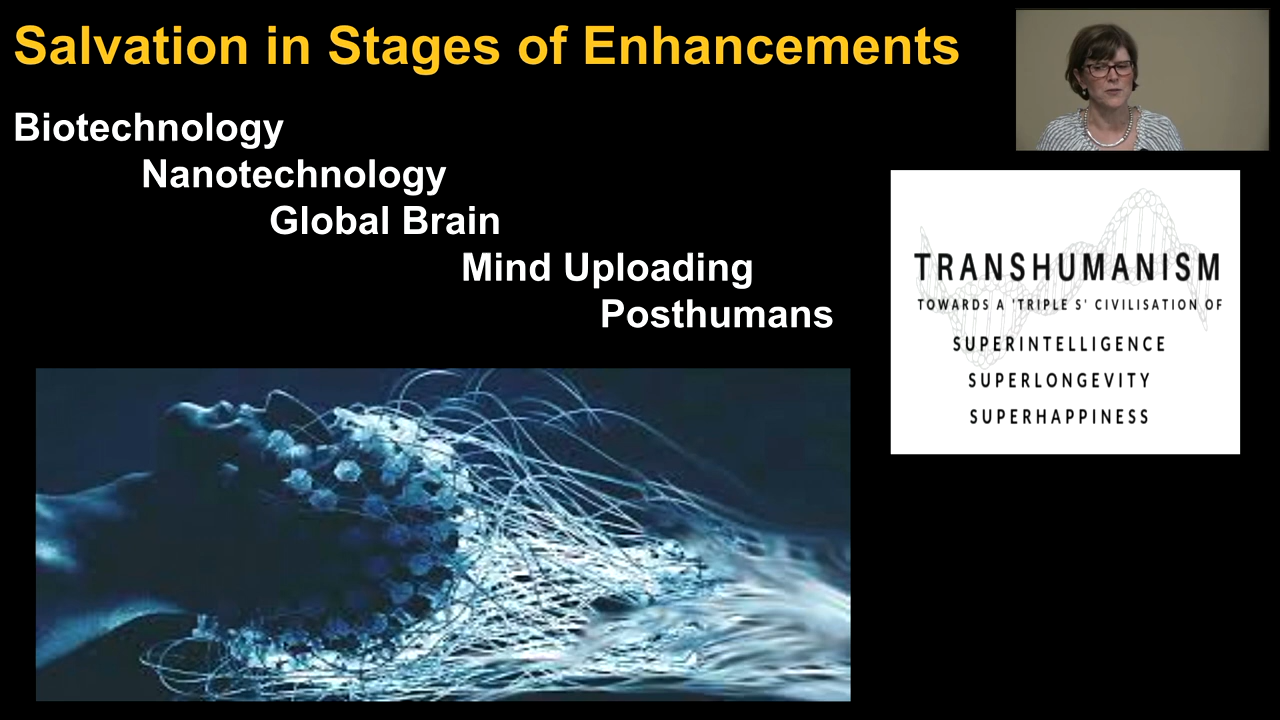 Salvation in Stages of Enhancements
Biotechnology
Nanotechnology
Global Brain
Mind Uploading
Posthumans
TRANSHUMANISM
TOWARDS A 'TRIPLE S' CIVILISATION OF
SUPERINTELLIGENCE
SUPERLONGEVITY
SUPERHAPPINESS